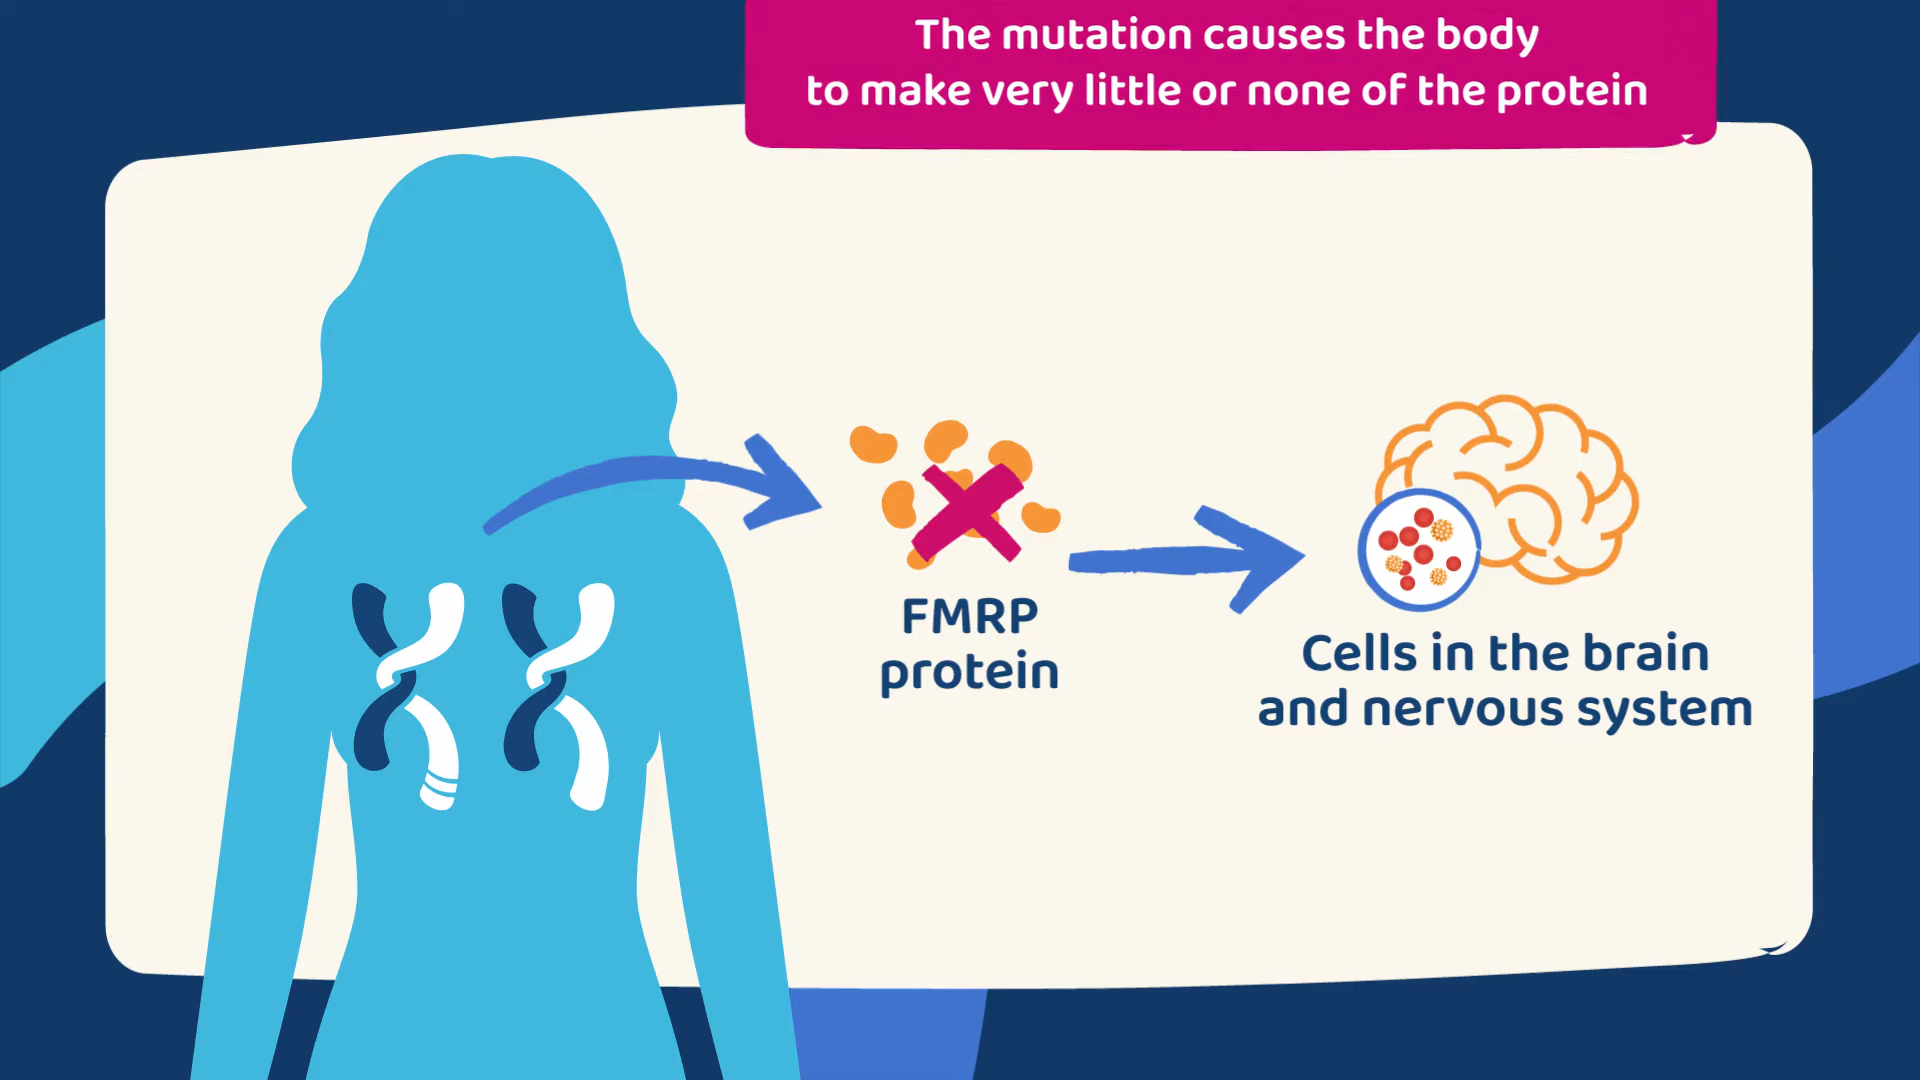 The mutation causes the body
to make very little or none of the protein
FMRP
protein
Cells in the brain
and nervous system